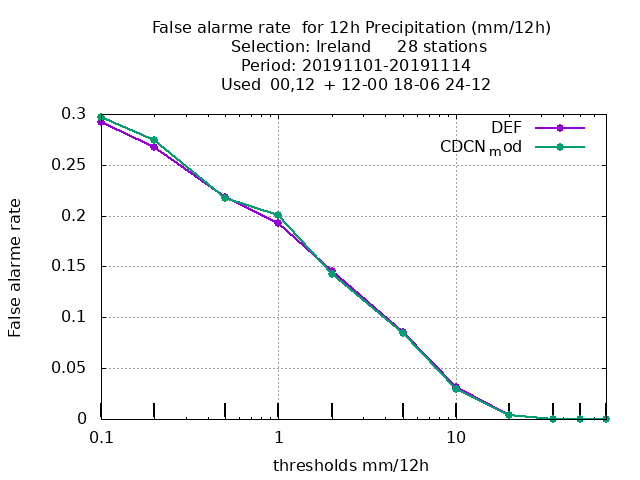 False alarme rate  for 12h Precipitation (mm/12h)
Selection: Ireland     28 stations
Period: 20191101-20191114
Used  00,12  + 12-00 18-06 24-12
DEF
CDCN_mod
False alarme rate
0.3
0.25
0.2
0.15
0.1
0.05
0
0.1
1
10
thresholds mm/12h